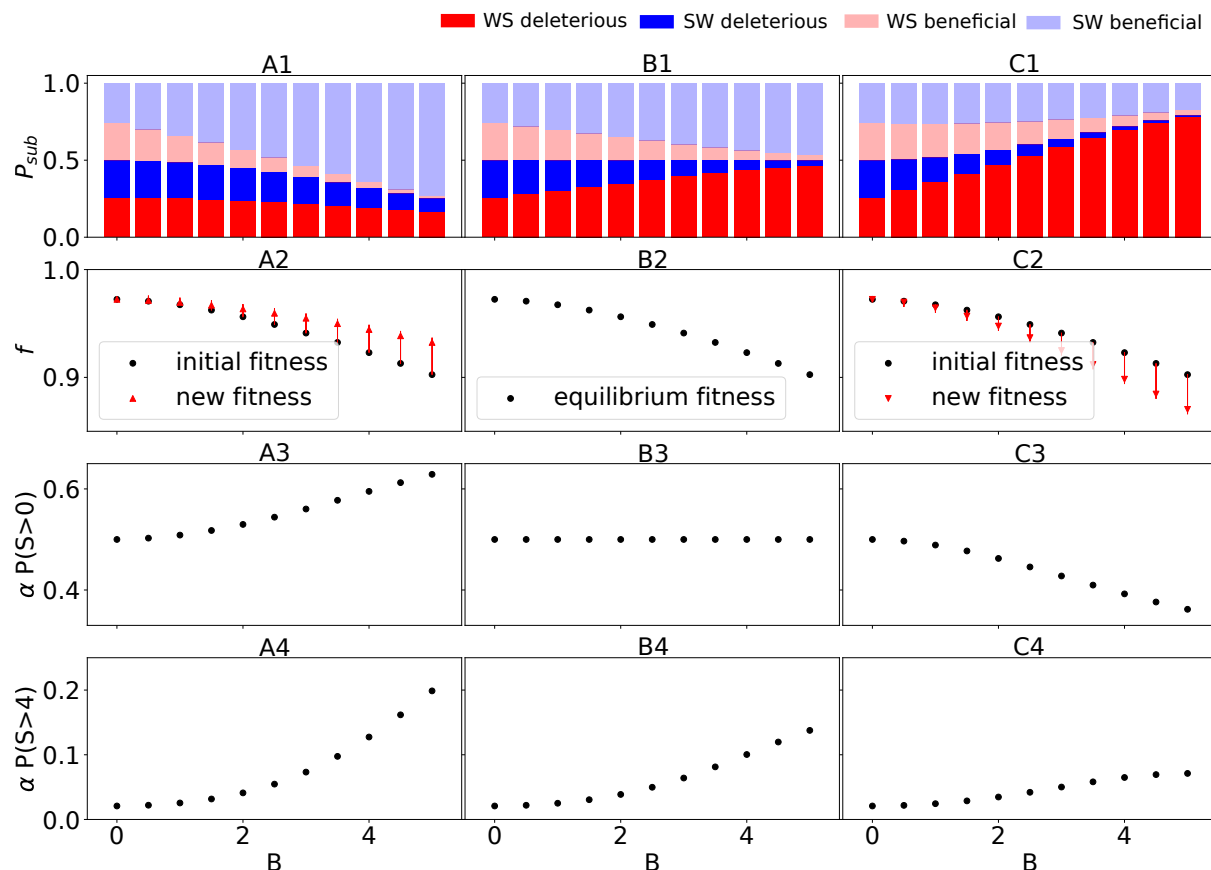 WS deleterious SW deleterious WS beneficial SW beneficial
A1 B1 C1
P_sub
1.0
0.5
0.0
A2 B2 C2
f
1.0
0.9
initial fitness
new fitness
equilibrium fitness
initial fitness
new fitness
A3 B3 C3
α P(S>0)
0.6
0.4
A4 B4 C4
α P(S>4)
0.2
0.1
0.0
0 2 4 0 2 4 0 2 4
B B B